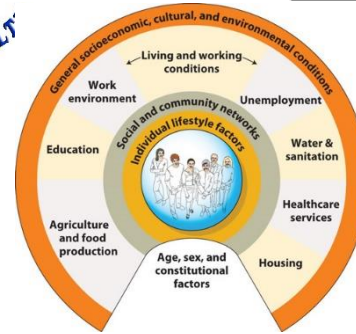 General socioeconomic, cultural, and environmental conditions
Living and working
conditions
Work
environment
Unemployment
Social and community networks
Individual lifestyle factors
Education
Water &
sanitation
Agriculture
and food
production
Healthcare
services
Age, sex, and
constitutional
factors
Housing